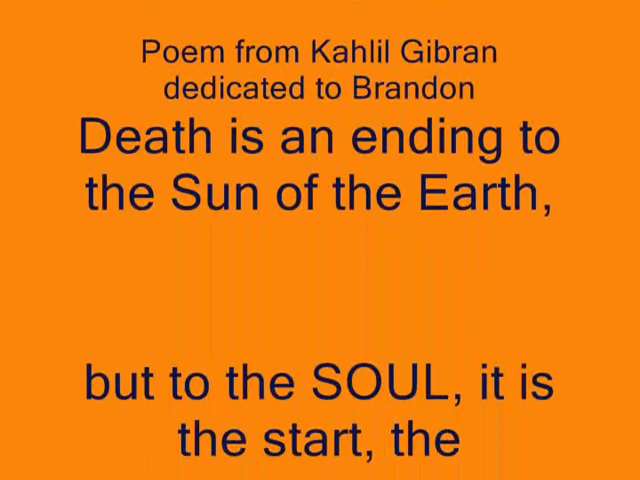 Poem from Kahlil Gibran
dedicated to Brandon
Death is an ending to
the Sun of the Earth,
but to the SOUL, it is
the start, the